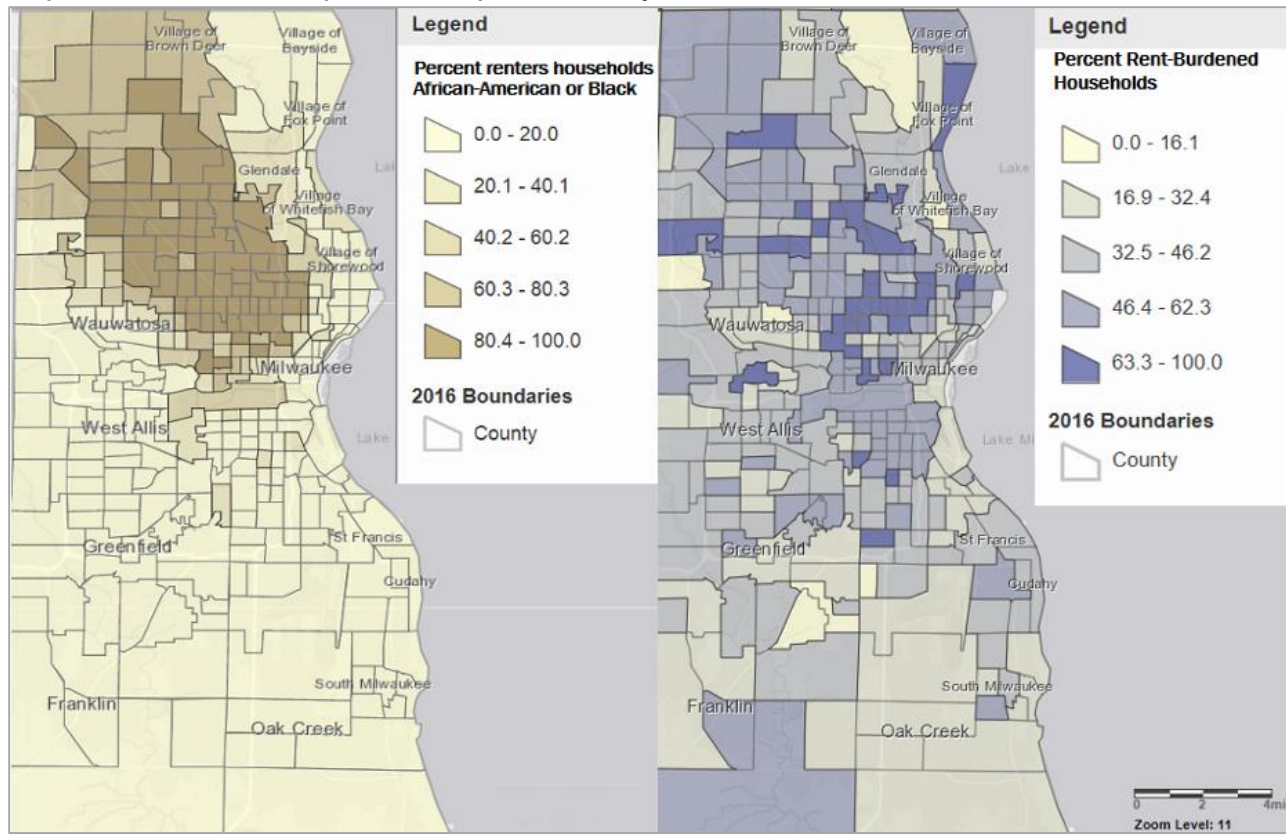 Village of
Brown Deer
Village of
Bayside
Village of
Fox Point
Lake
Glendale
Village
of Whitefish Bay
Village of
Shorewood
Wauwatosa
Milwaukee
West Allis
Lake
Greenfield
St Francis
Cudahy
South Milwaukee
Franklin
Oak Creek
Legend
Percent renters households
African-American or Black
0.0 - 20.0
20.1 - 40.1
40.2 - 60.2
60.3 - 80.3
80.4 - 100.0
2016 Boundaries
County
Village of
Brown Deer
Village of
Bayside
Village of
Fox Point
Lake
Glendale
Village
of Whitefish Bay
Village of
Shorewood
Wauwatosa
Milwaukee
West Allis
Lake Mi
Greenfield
St Francis
Cudahy
South Milwaukee
Franklin
Oak Creek
Legend
Percent Rent-Burdened
Households
0.0 - 16.1
16.9 - 32.4
32.5 - 46.2
46.4 - 62.3
63.3 - 100.0
2016 Boundaries
County
0 2 4mi
Zoom Level: 11